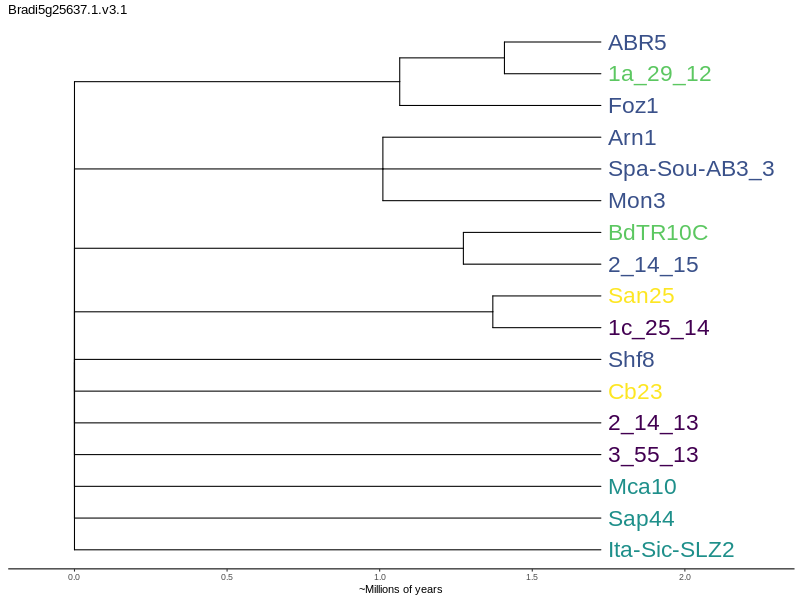 Bradi5g25637.1.v3.1
ABR5
1a_29_12
Foz1
Arn1
Spa-Sou-AB3_3
Mon3
BdTR10C
2_14_15
San25
1c_25_14
Shf8
Cb23
2_14_13
3_55_13
Mca10
Sap44
Ita-Sic-SLZ2
0.0 0.5 1.0 1.5 2.0
~Millions of years